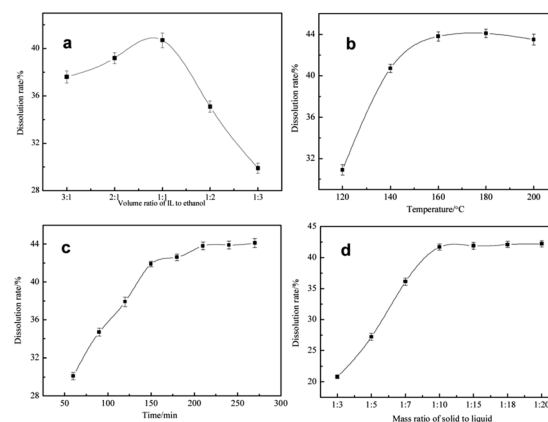 a
Dissolution rate/%
40
36
32
28
3:1 2:1 1:1 1:2 1:3
Volume ratio of IL to ethanol
b
Dissolution rate/%
44
40
36
32
120 140 160 180 200
Temperature/°C
c
Dissolution rate/%
48
44
40
36
32
28
50 100 150 200 250 300
Time/min
d
Dissolution rate/%
45
40
35
30
25
20
1:3 1:5 1:7 1:10 1:15 1:18 1:20
Mass ratio of solid to liquid